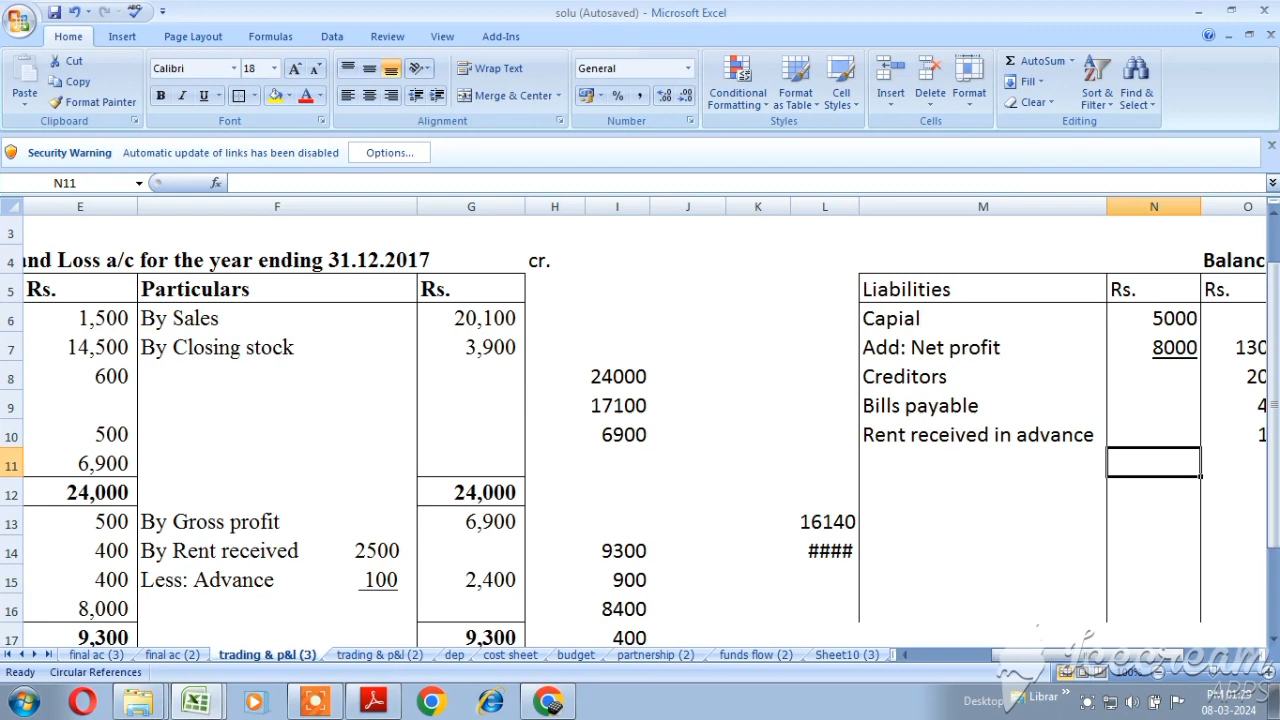 solu (Autosaved) - Microsoft Excel
Home Insert Page Layout Formulas Data Review View Add-Ins
Cut Calibri 18 Wrap Text General AutoSum
Paste Copy Conditional Format Cell Insert Delete Format Fill Sort & Find &
Format Painter Merge & Center Formatting as Table Styles Clear Filter Select
Clipboard Font Alignment Number Styles Cells Editing
Security Warning Automatic update of links has been disabled Options...
N11 fx
E F G H I J K L M N O
3
4 and Loss a/c for the year ending 31.12.2017 cr. Balanc
5 Rs. Particulars Rs. Liabilities Rs. Rs.
6 1,500 By Sales 20,100 Capial 5000
7 14,500 By Closing stock 3,900 Add: Net profit 8000 130
8 600 24000 Creditors 20
9 17100 Bills payable 4
10 500 6900 Rent received in advance 1
11 6,900
12 24,000 24,000
13 500 By Gross profit 6,900 16140
14 400 By Rent received 2500 9300 ####
15 400 Less: Advance 100 2,400 900
16 8,000 8400
17 9,300 9,300 400
final ac (3) final ac (2) trading & p&l (3) trading & p&l (2) dep cost sheet budget partnership (2) funds flow (2) Sheet10 (3)
Ready Circular References 100%
Icecream
APPS
Desktop Librar
PM 01:29
08-03-2024